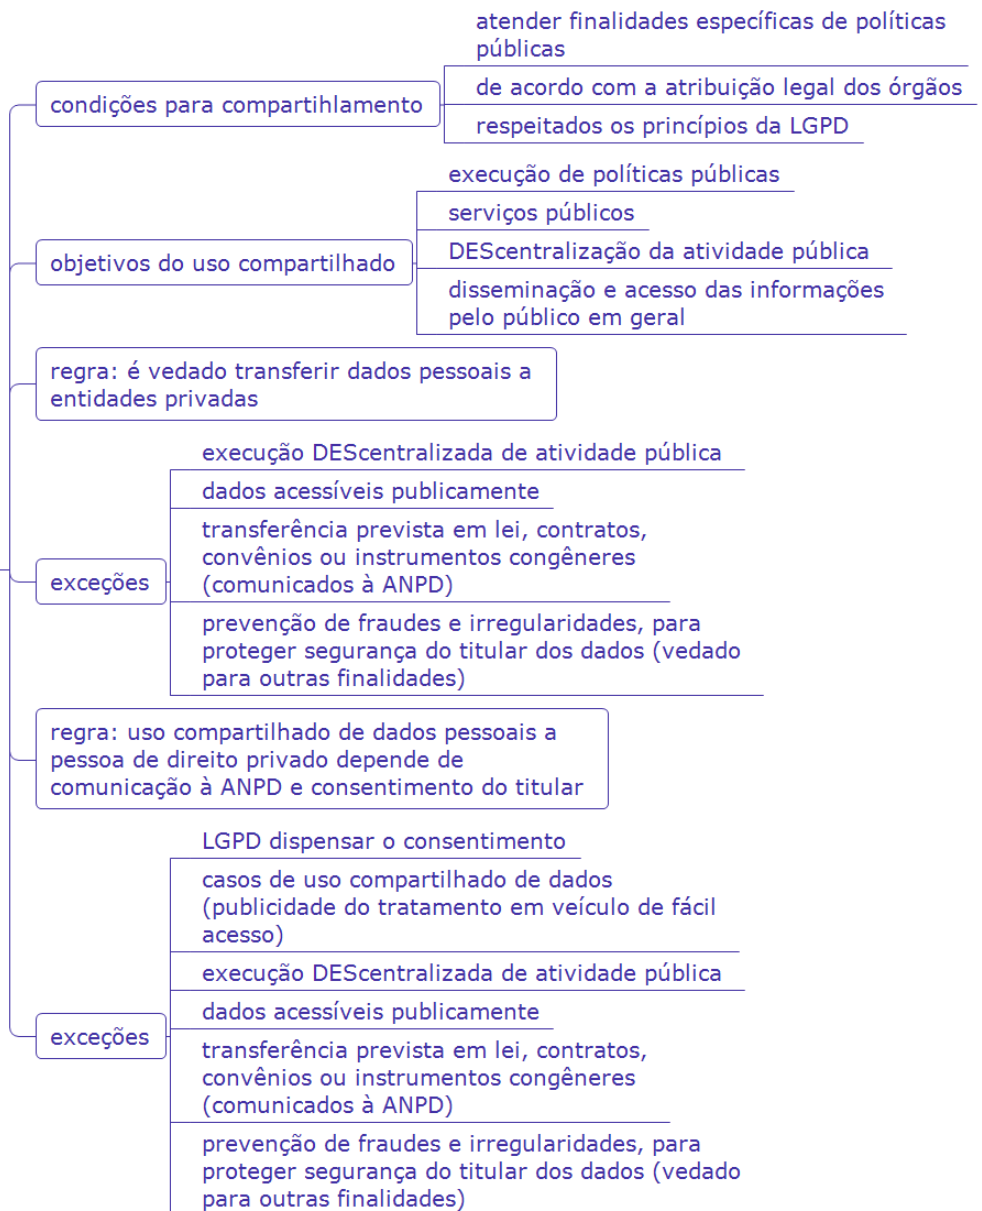 atender finalidades específicas de políticas
públicas
condições para compartihlamento
de acordo com a atribuição legal dos órgãos
respeitados os princípios da LGPD
execução de políticas públicas
serviços públicos
objetivos do uso compartilhado
DEScentralização da atividade pública
disseminação e acesso das informações
pelo público em geral
regra: é vedado transferir dados pessoais a
entidades privadas
execução DEScentralizada de atividade pública
dados acessíveis publicamente
transferência prevista em lei, contratos,
convênios ou instrumentos congêneres
(comunicados à ANPD)
exceções
prevenção de fraudes e irregularidades, para
proteger segurança do titular dos dados (vedado
para outras finalidades)
regra: uso compartilhado de dados pessoais a
pessoa de direito privado depende de
comunicação à ANPD e consentimento do titular
LGPD dispensar o consentimento
casos de uso compartilhado de dados
(publicidade do tratamento em veículo de fácil
acesso)
execução DEScentralizada de atividade pública
dados acessíveis publicamente
exceções
transferência prevista em lei, contratos,
convênios ou instrumentos congêneres
(comunicados à ANPD)
prevenção de fraudes e irregularidades, para
proteger segurança do titular dos dados (vedado
para outras finalidades)